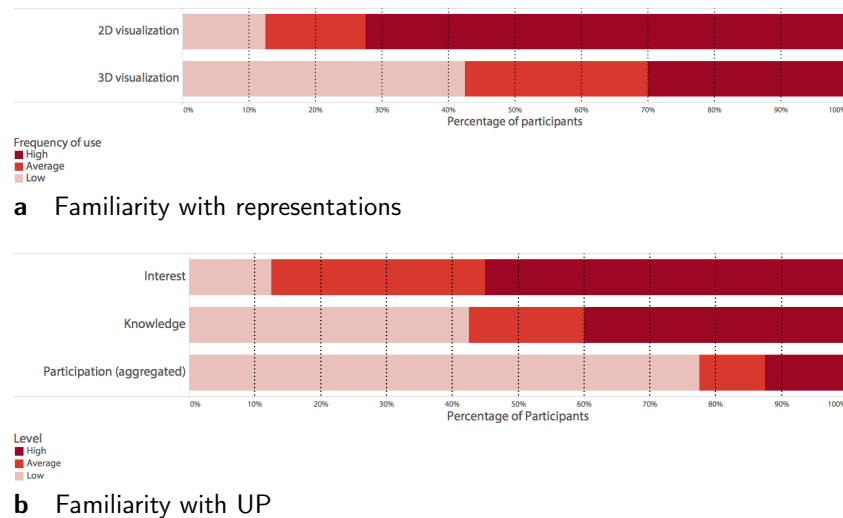 2D visualization
3D visualization
0% 10% 20% 30% 40% 50% 60% 70% 80% 90% 100%
Percentage of participants
Frequency of use
High
Average
Low
a Familiarity with representations
Interest
Knowledge
Participation (aggregated)
0% 10% 20% 30% 40% 50% 60% 70% 80% 90% 100%
Percentage of Participants
Level
High
Average
Low
b Familiarity with UP